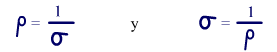 ρ = 1/σ y σ = 1/ρ